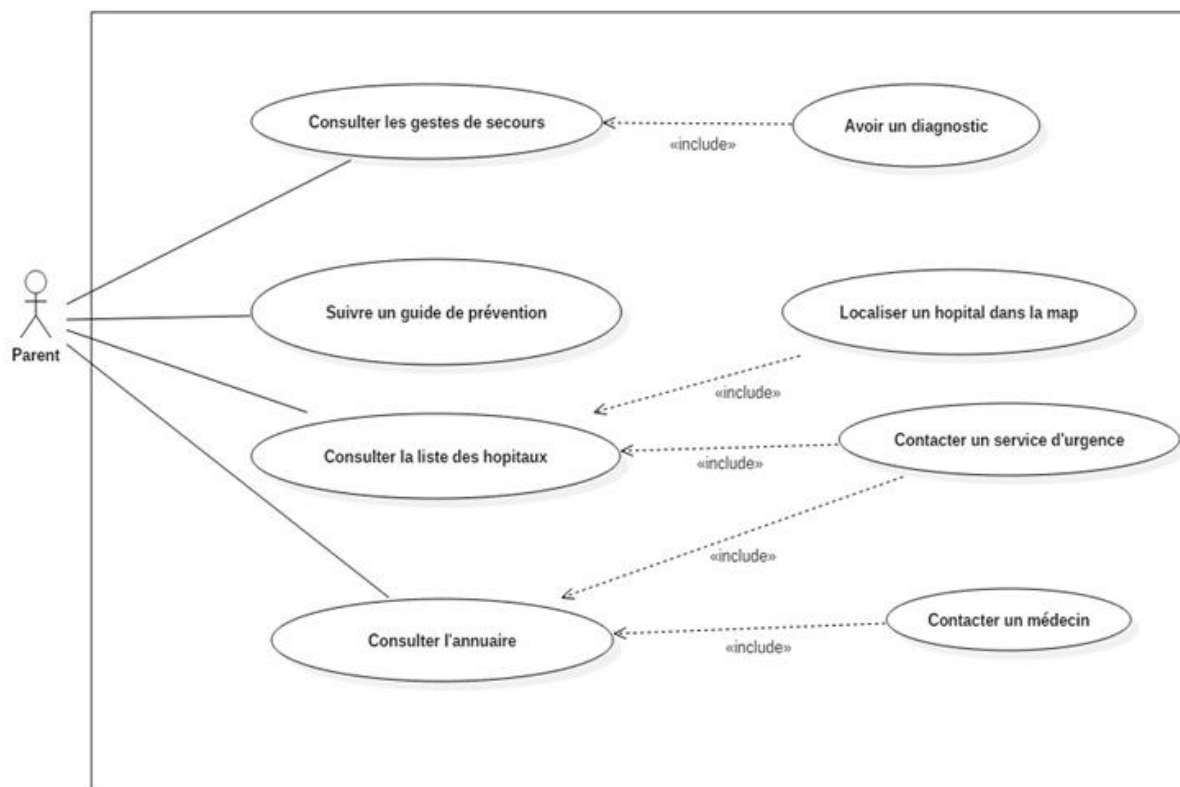 Consulter les gestes de secours
Avoir un diagnostic
«include»
Suivre un guide de prévention
Localiser un hopital dans la map
Parent
«include»
Consulter la liste des hopitaux
Contacter un service d'urgence
«include»
«include»
Consulter l'annuaire
Contacter un médecin
«include»